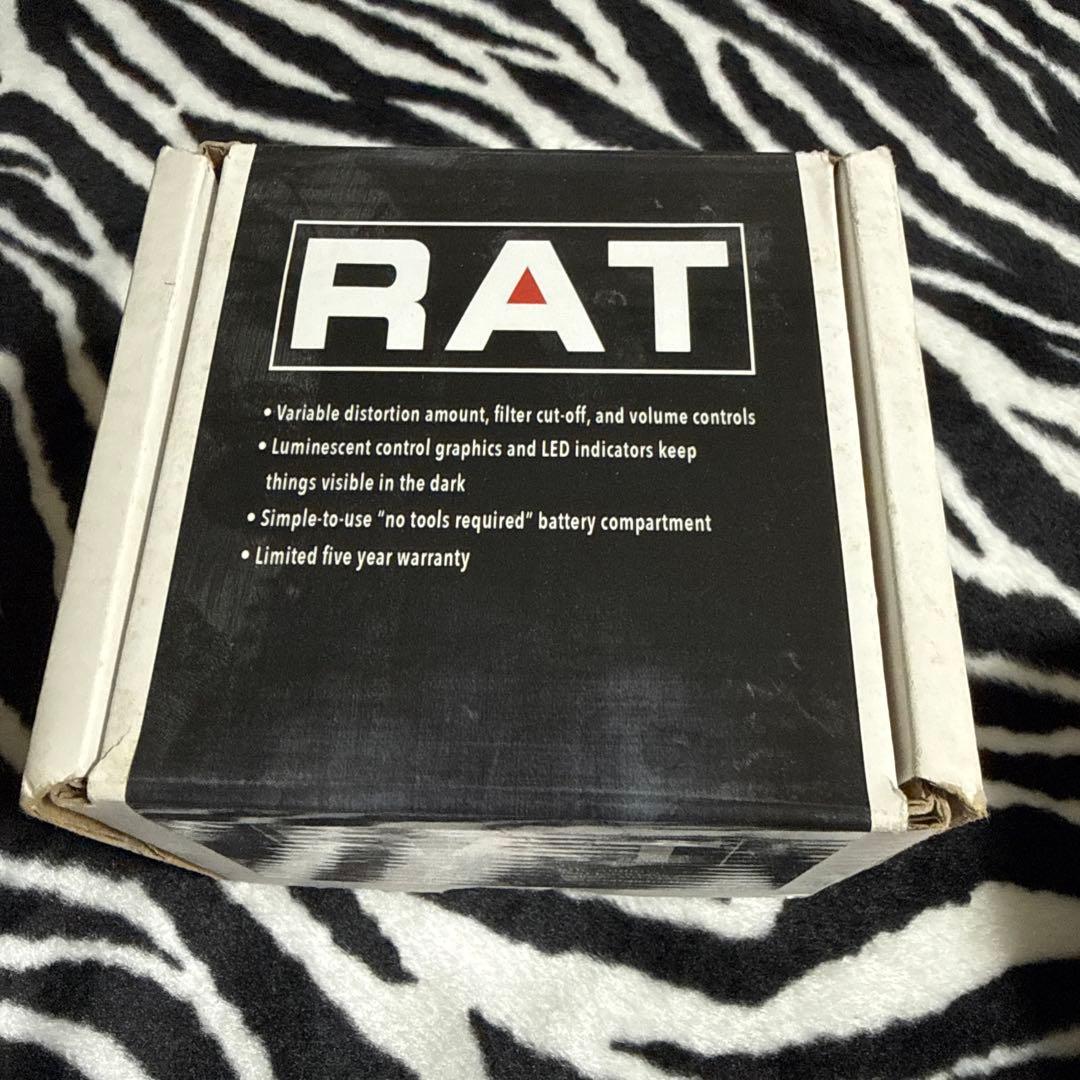 RAT
• Variable distortion amount, filter cut-off, and volume controls
• Luminescent control graphics and LED indicators keep
things visible in the dark
• Simple-to-use "no tools required" battery compartment
• Limited five year warranty